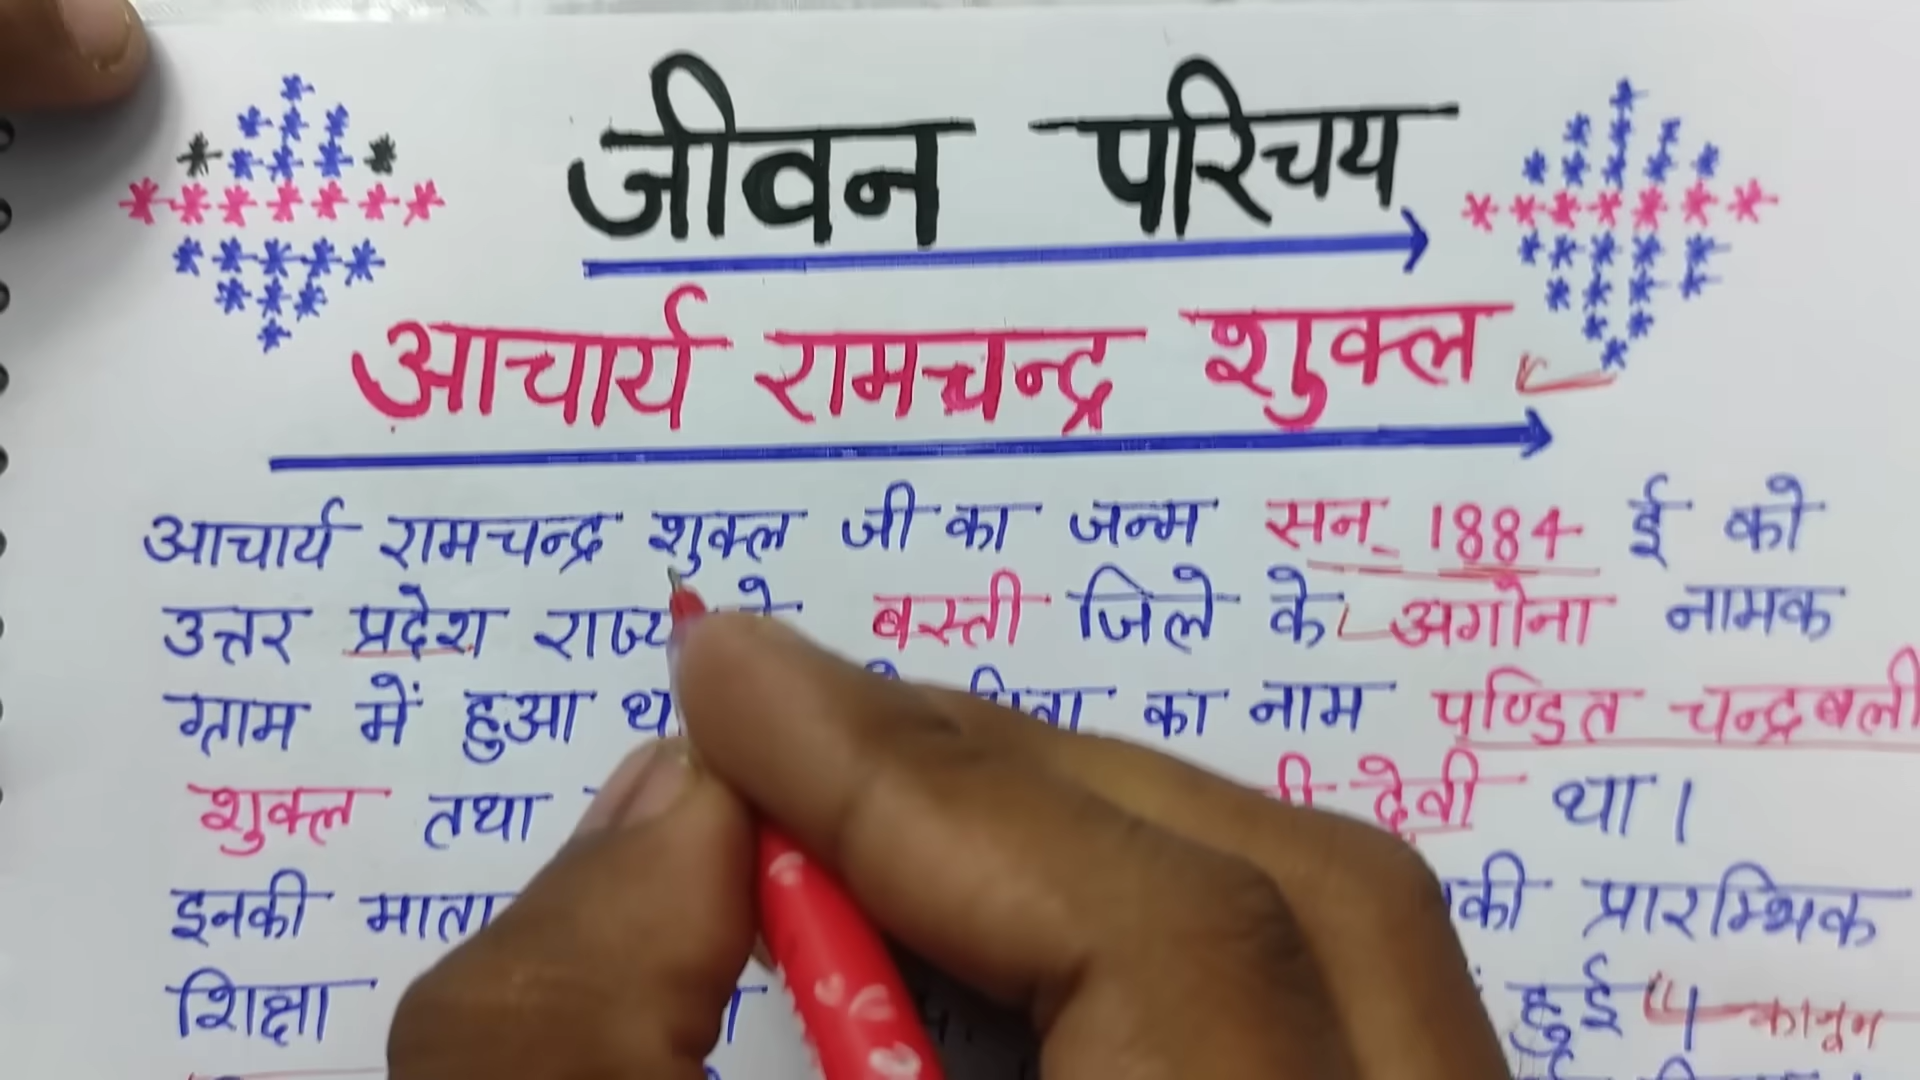 जीवन परिचय
आचार्य रामचन्द्र शुक्ल
आचार्य रामचन्द्र शुक्ल जी का जन्म सन् 1884 ई को
उत्तर प्रदेश राज्य बस्ती जिले के अगोना नामक
ग्राम में हुआ का नाम पण्डित चन्द्रबली
शुक्ल तथा देवी था।
इनकी माता प्रारम्भिक
शिक्षा हुई । कानून